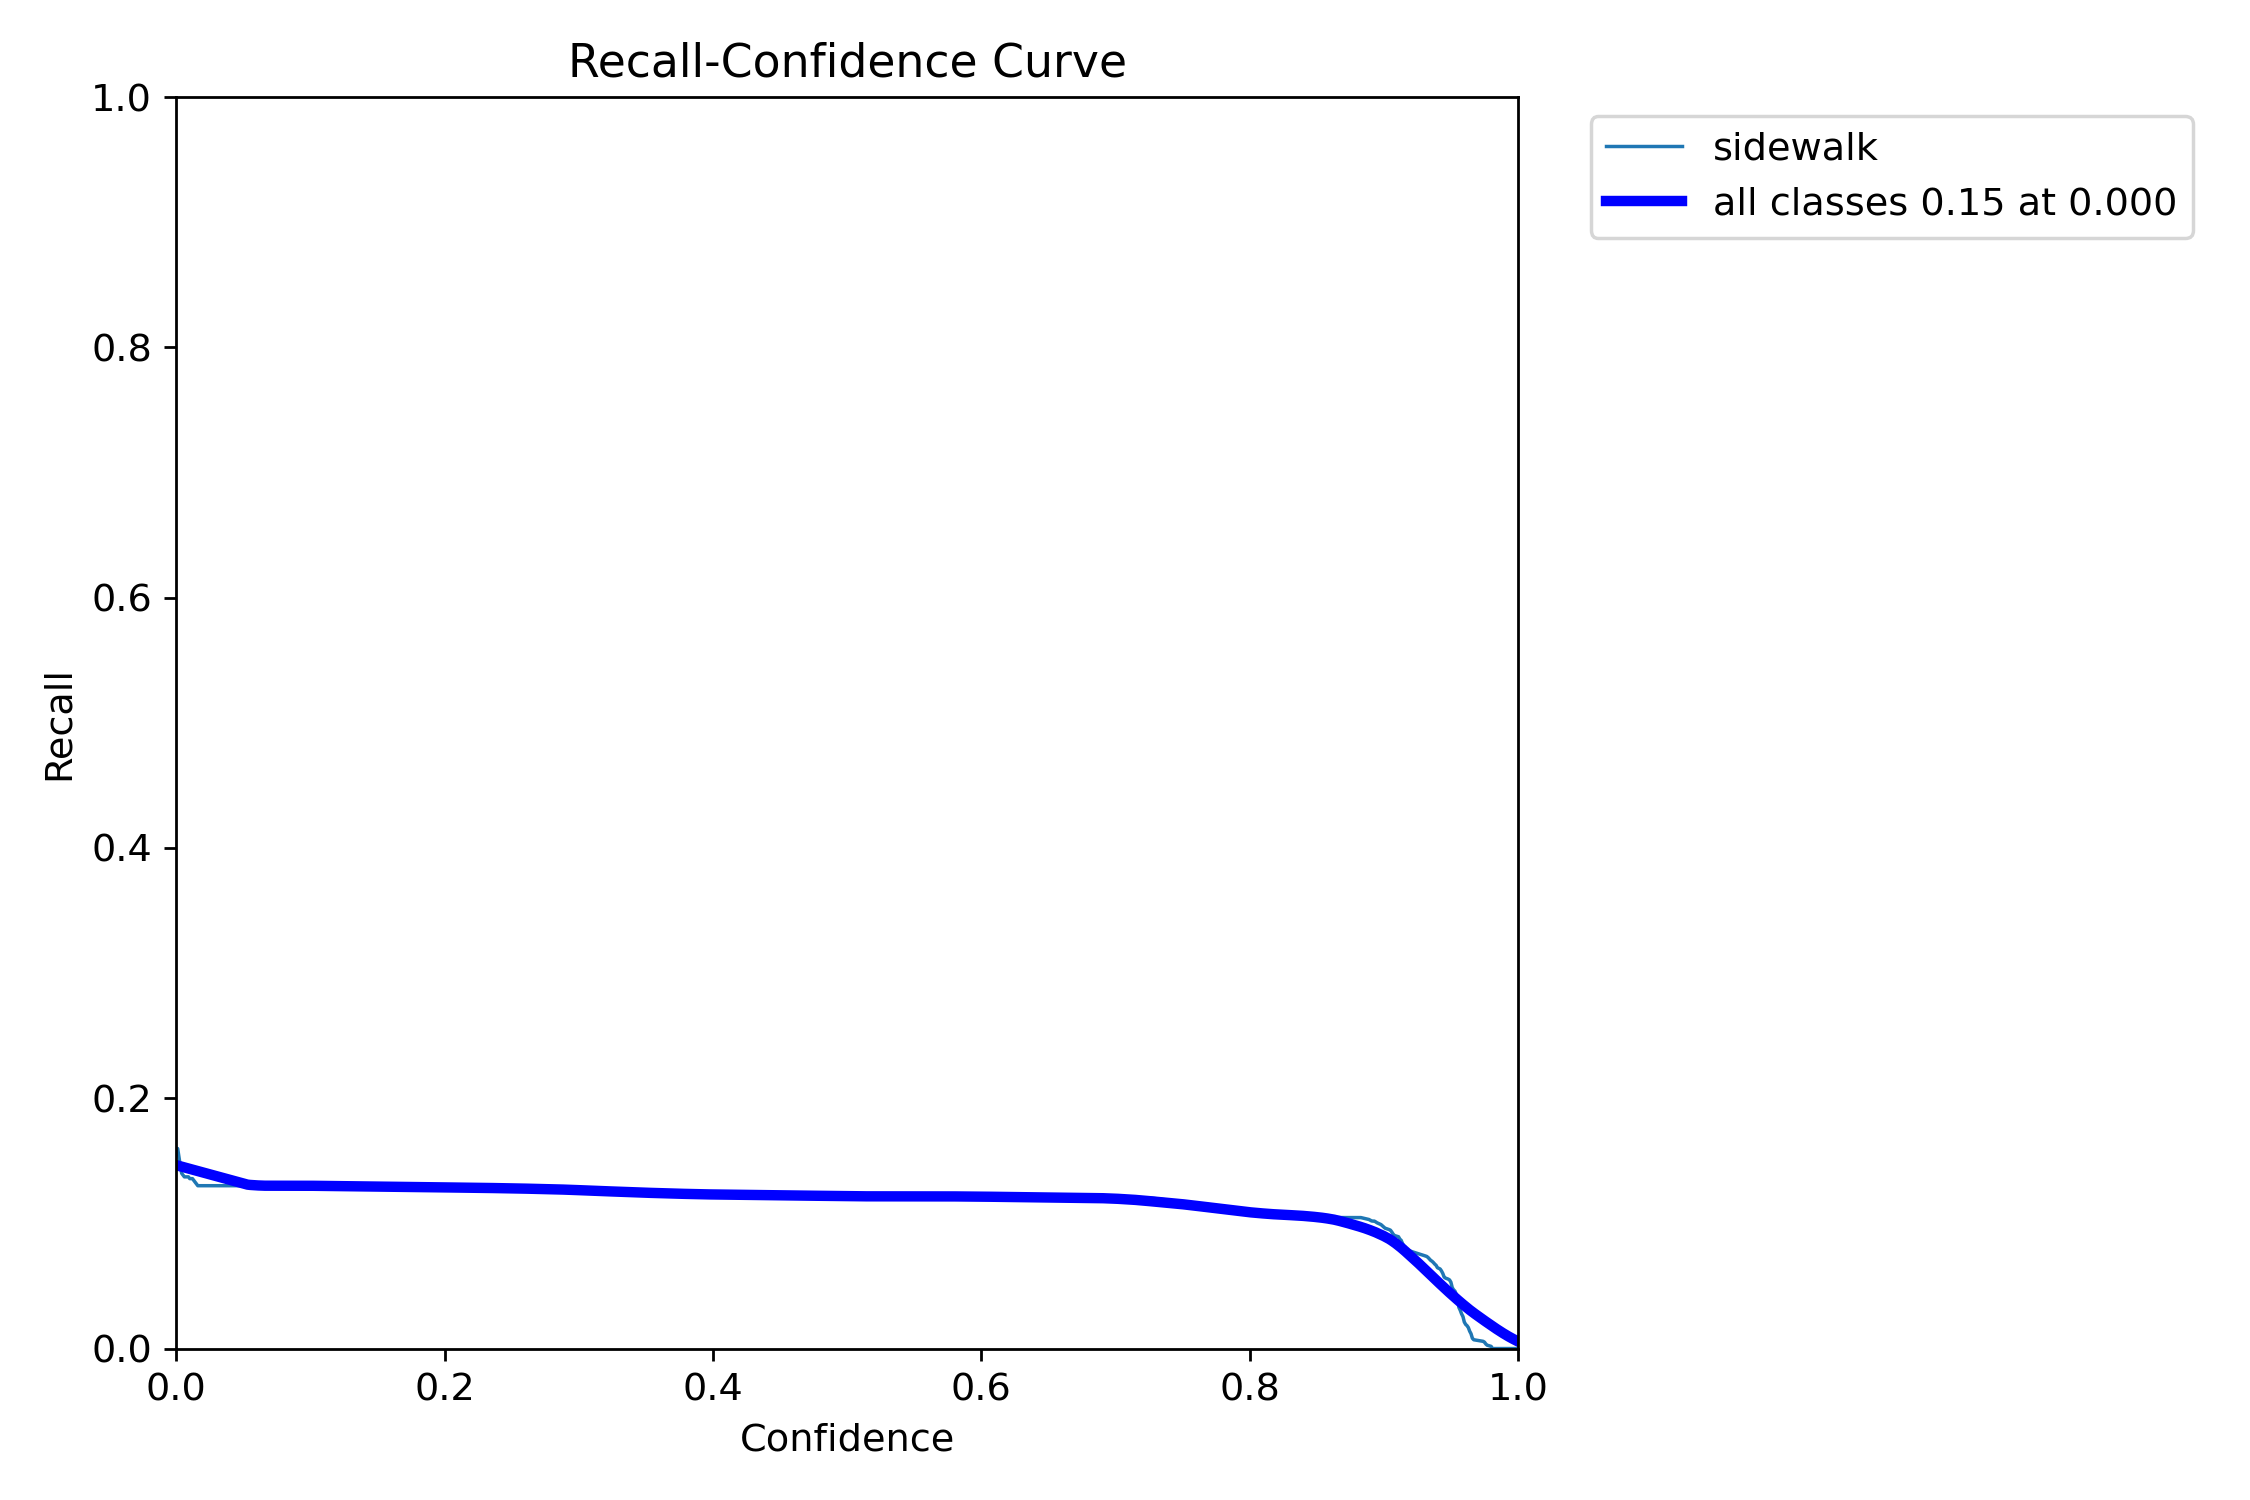 Recall-Confidence Curve
sidewalk
all classes 0.15 at 0.000
1.0
0.8
0.6
0.4
0.2
0.0
Recall
0.0 0.2 0.4 0.6 0.8 1.0
Confidence